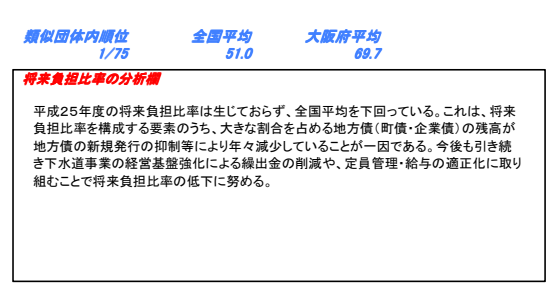 類似団体内順位 全国平均 大阪府平均
1/75 51.0 69.7
将来負担比率の分析欄
平成25年度の将来負担比率は生じておらず、全国平均を下回っている。これは、将来
負担比率を構成する要素のうち、大きな割合を占める地方債(町債・企業債)の残高が
地方債の新規発行の抑制等により年々減少していることが一因である。今後も引き続
き下水道事業の経営基盤強化による繰出金の削減や、定員管理・給与の適正化に取り
組むことで将来負担比率の低下に努める。